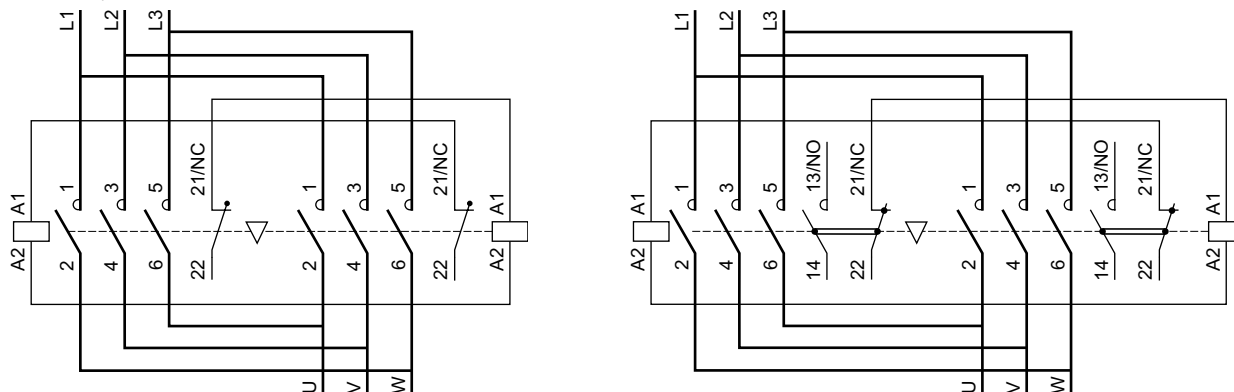 L1 L2 L3
A1 1 3 5 21/NC 1 3 5 21/NC A1
A2 2 4 6 22 2 4 6 22 A2
U V W
L1 L2 L3
A1 1 3 5 13/NO 21/NC 1 3 5 13/NO 21/NC A1
A2 2 4 6 14 22 2 4 6 14 22 A2
U V W